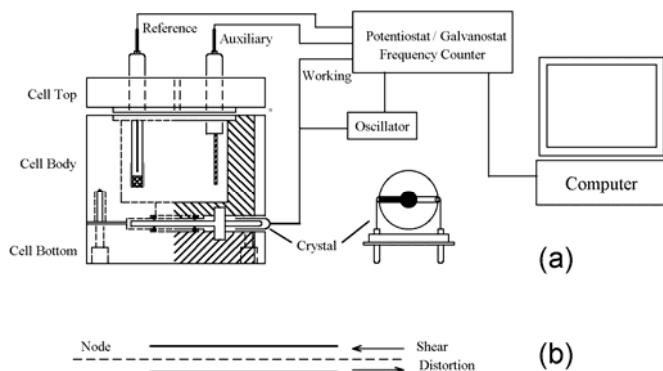 Reference
Auxiliary
Potentiostat / Galvanostat
Frequency Counter
Working
Cell Top
Oscillator
Cell Body
Computer
Crystal
Cell Bottom
(a)
Node
Shear
(b)
Distortion